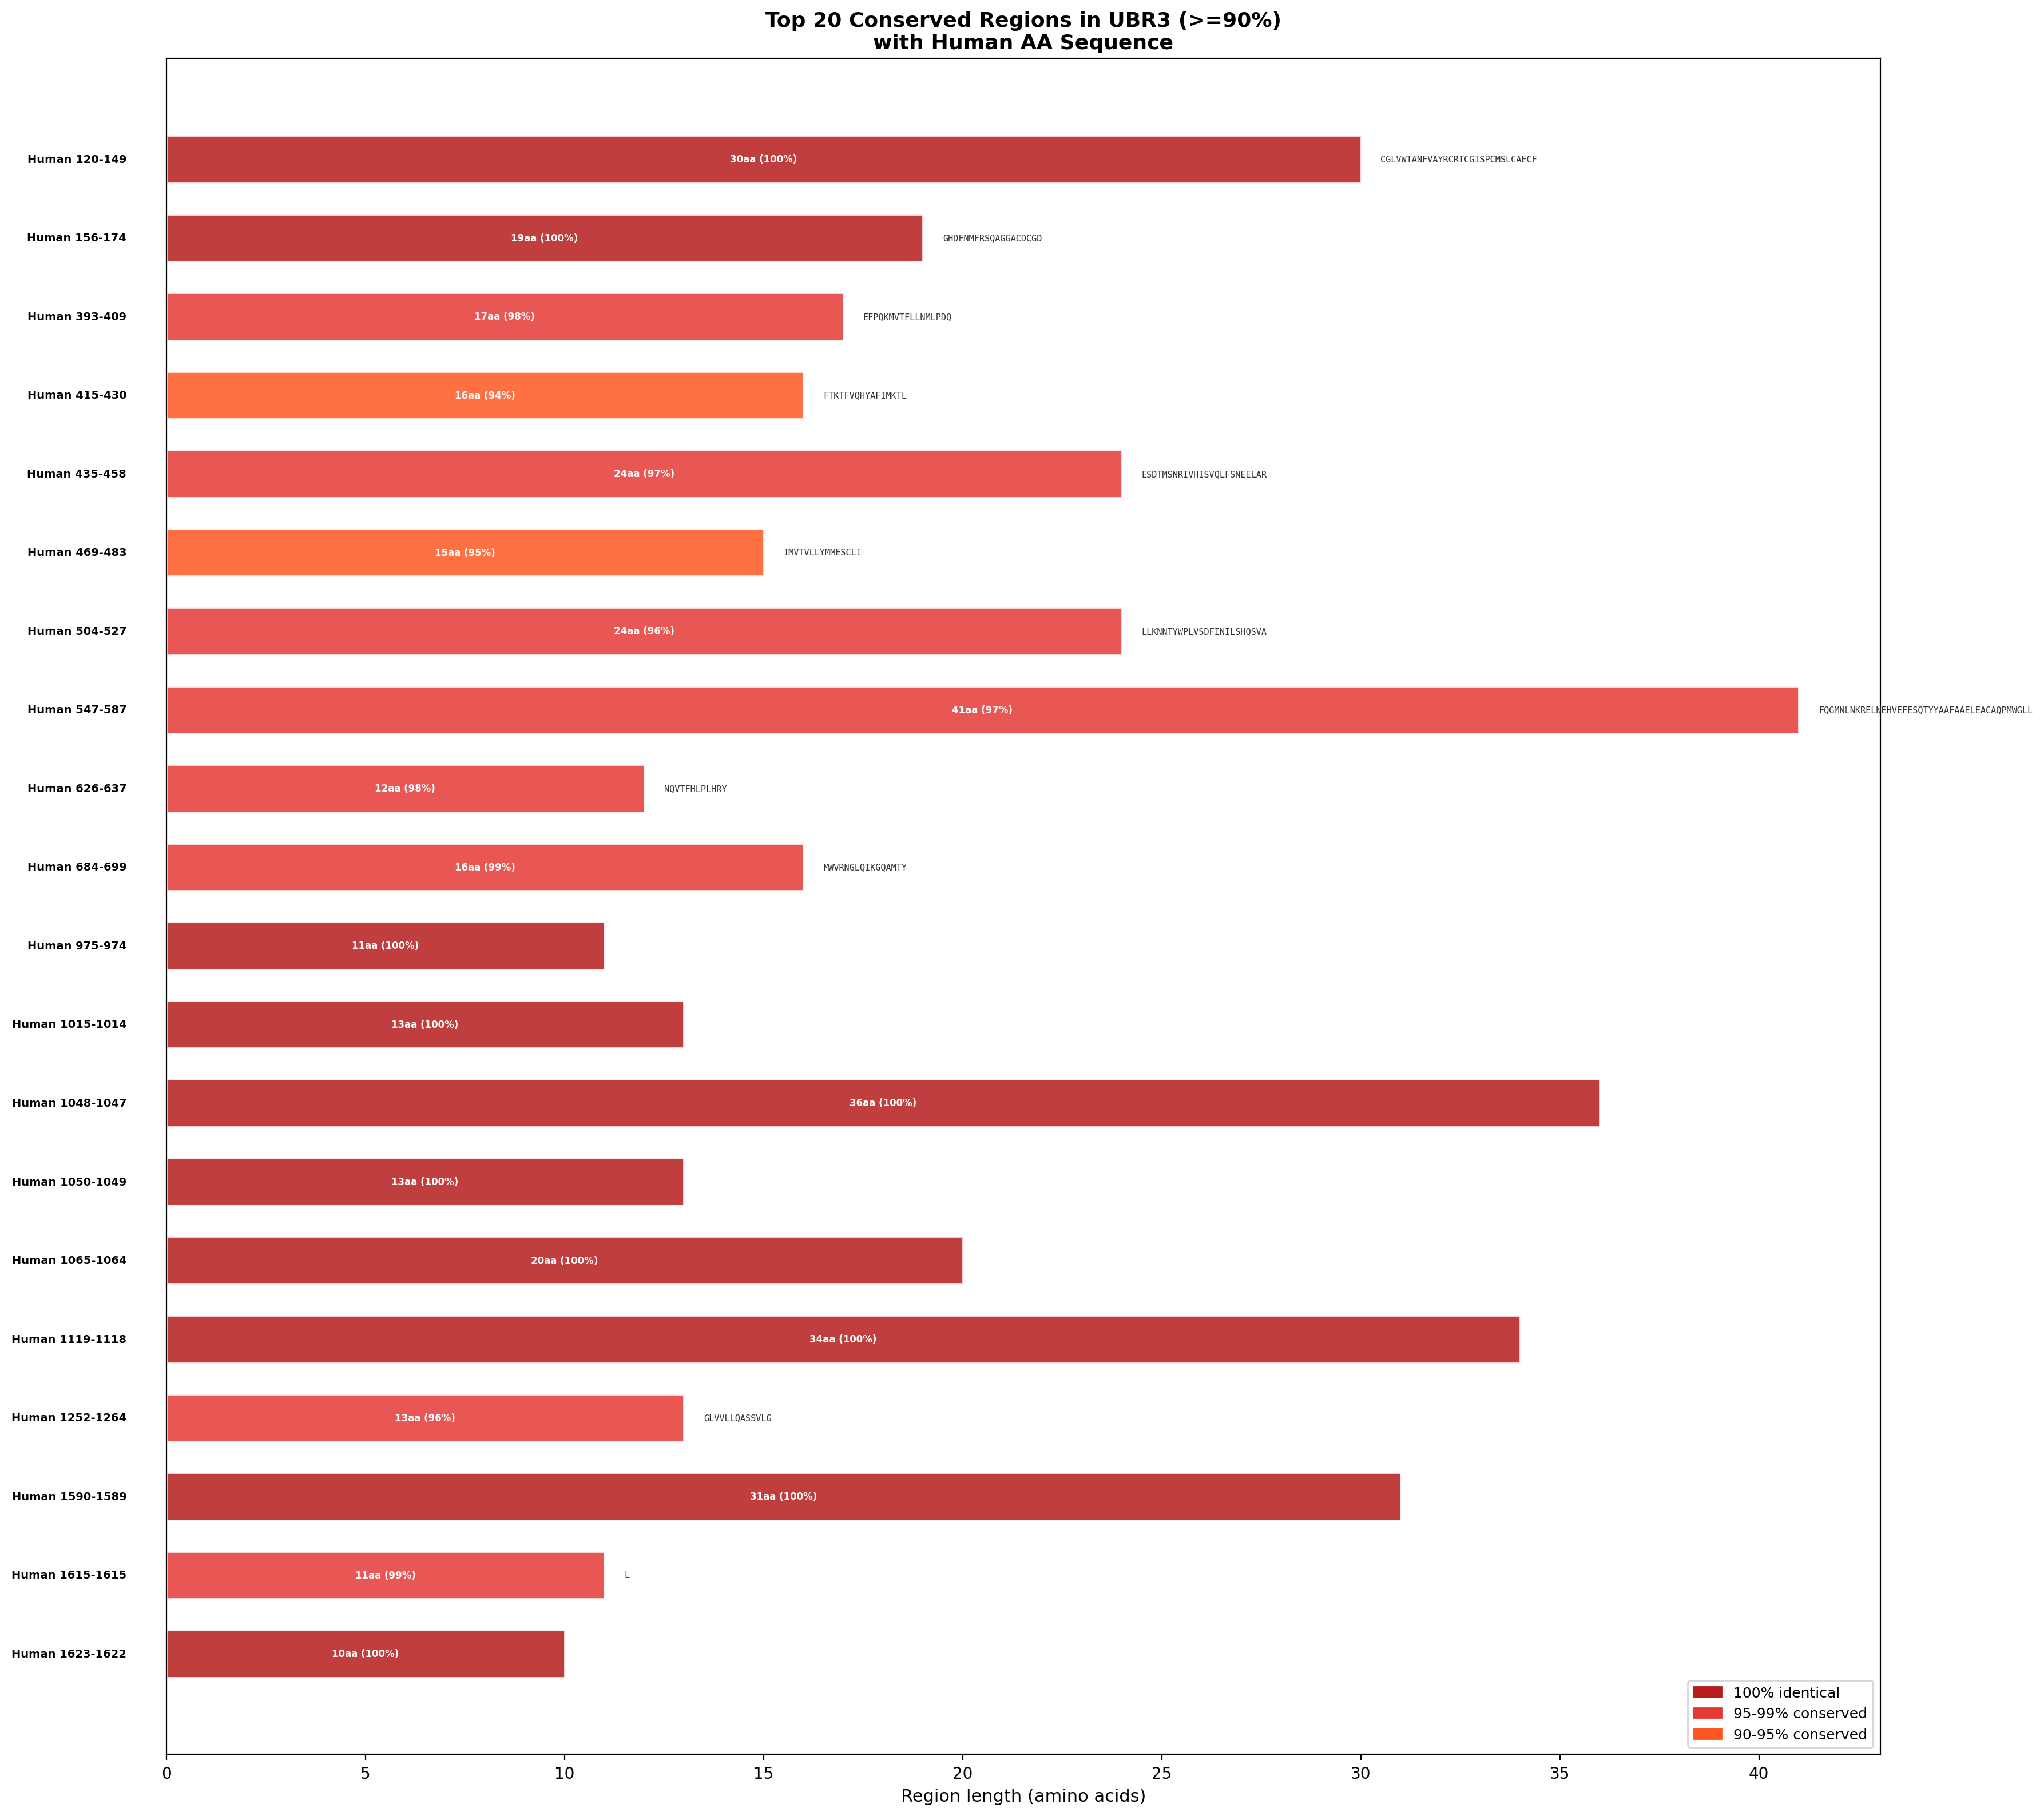 Top 20 Conserved Regions in UBR3 (>=90%)
with Human AA Sequence
Human 120-149 30aa (100%) CGLVWTANFVAYRCRTCGISPCMSLCAECF
Human 156-174 19aa (100%) GHDFNMFRSQAGGACDCGD
Human 393-409 17aa (98%) EFPQKMVTFLLNMLPDQ
Human 415-430 16aa (94%) FTKTFVQHYAFIMKTL
Human 435-458 24aa (97%) ESDTMSNRIVHISVQLFSNEELAR
Human 469-483 15aa (95%) IMVTVLLYMMESCLI
Human 504-527 24aa (96%) LLKNNTYWPLVSDFINILSHQSVA
Human 547-587 41aa (97%) FQGMNLNKRELNEHVEFESQTYYAAFAAELEACAQPMWGLL
Human 626-637 12aa (98%) NQVTFHLPLHRY
Human 684-699 16aa (99%) MWVRNGLQIKGQAMTY
Human 975-974 11aa (100%)
Human 1015-1014 13aa (100%)
Human 1048-1047 36aa (100%)
Human 1050-1049 13aa (100%)
Human 1065-1064 20aa (100%)
Human 1119-1118 34aa (100%)
Human 1252-1264 13aa (96%) GLVVLLQASSVLG
Human 1590-1589 31aa (100%)
Human 1615-1615 11aa (99%) L
Human 1623-1622 10aa (100%)
100% identical
95-99% conserved
90-95% conserved
0 5 10 15 20 25 30 35 40
Region length (amino acids)